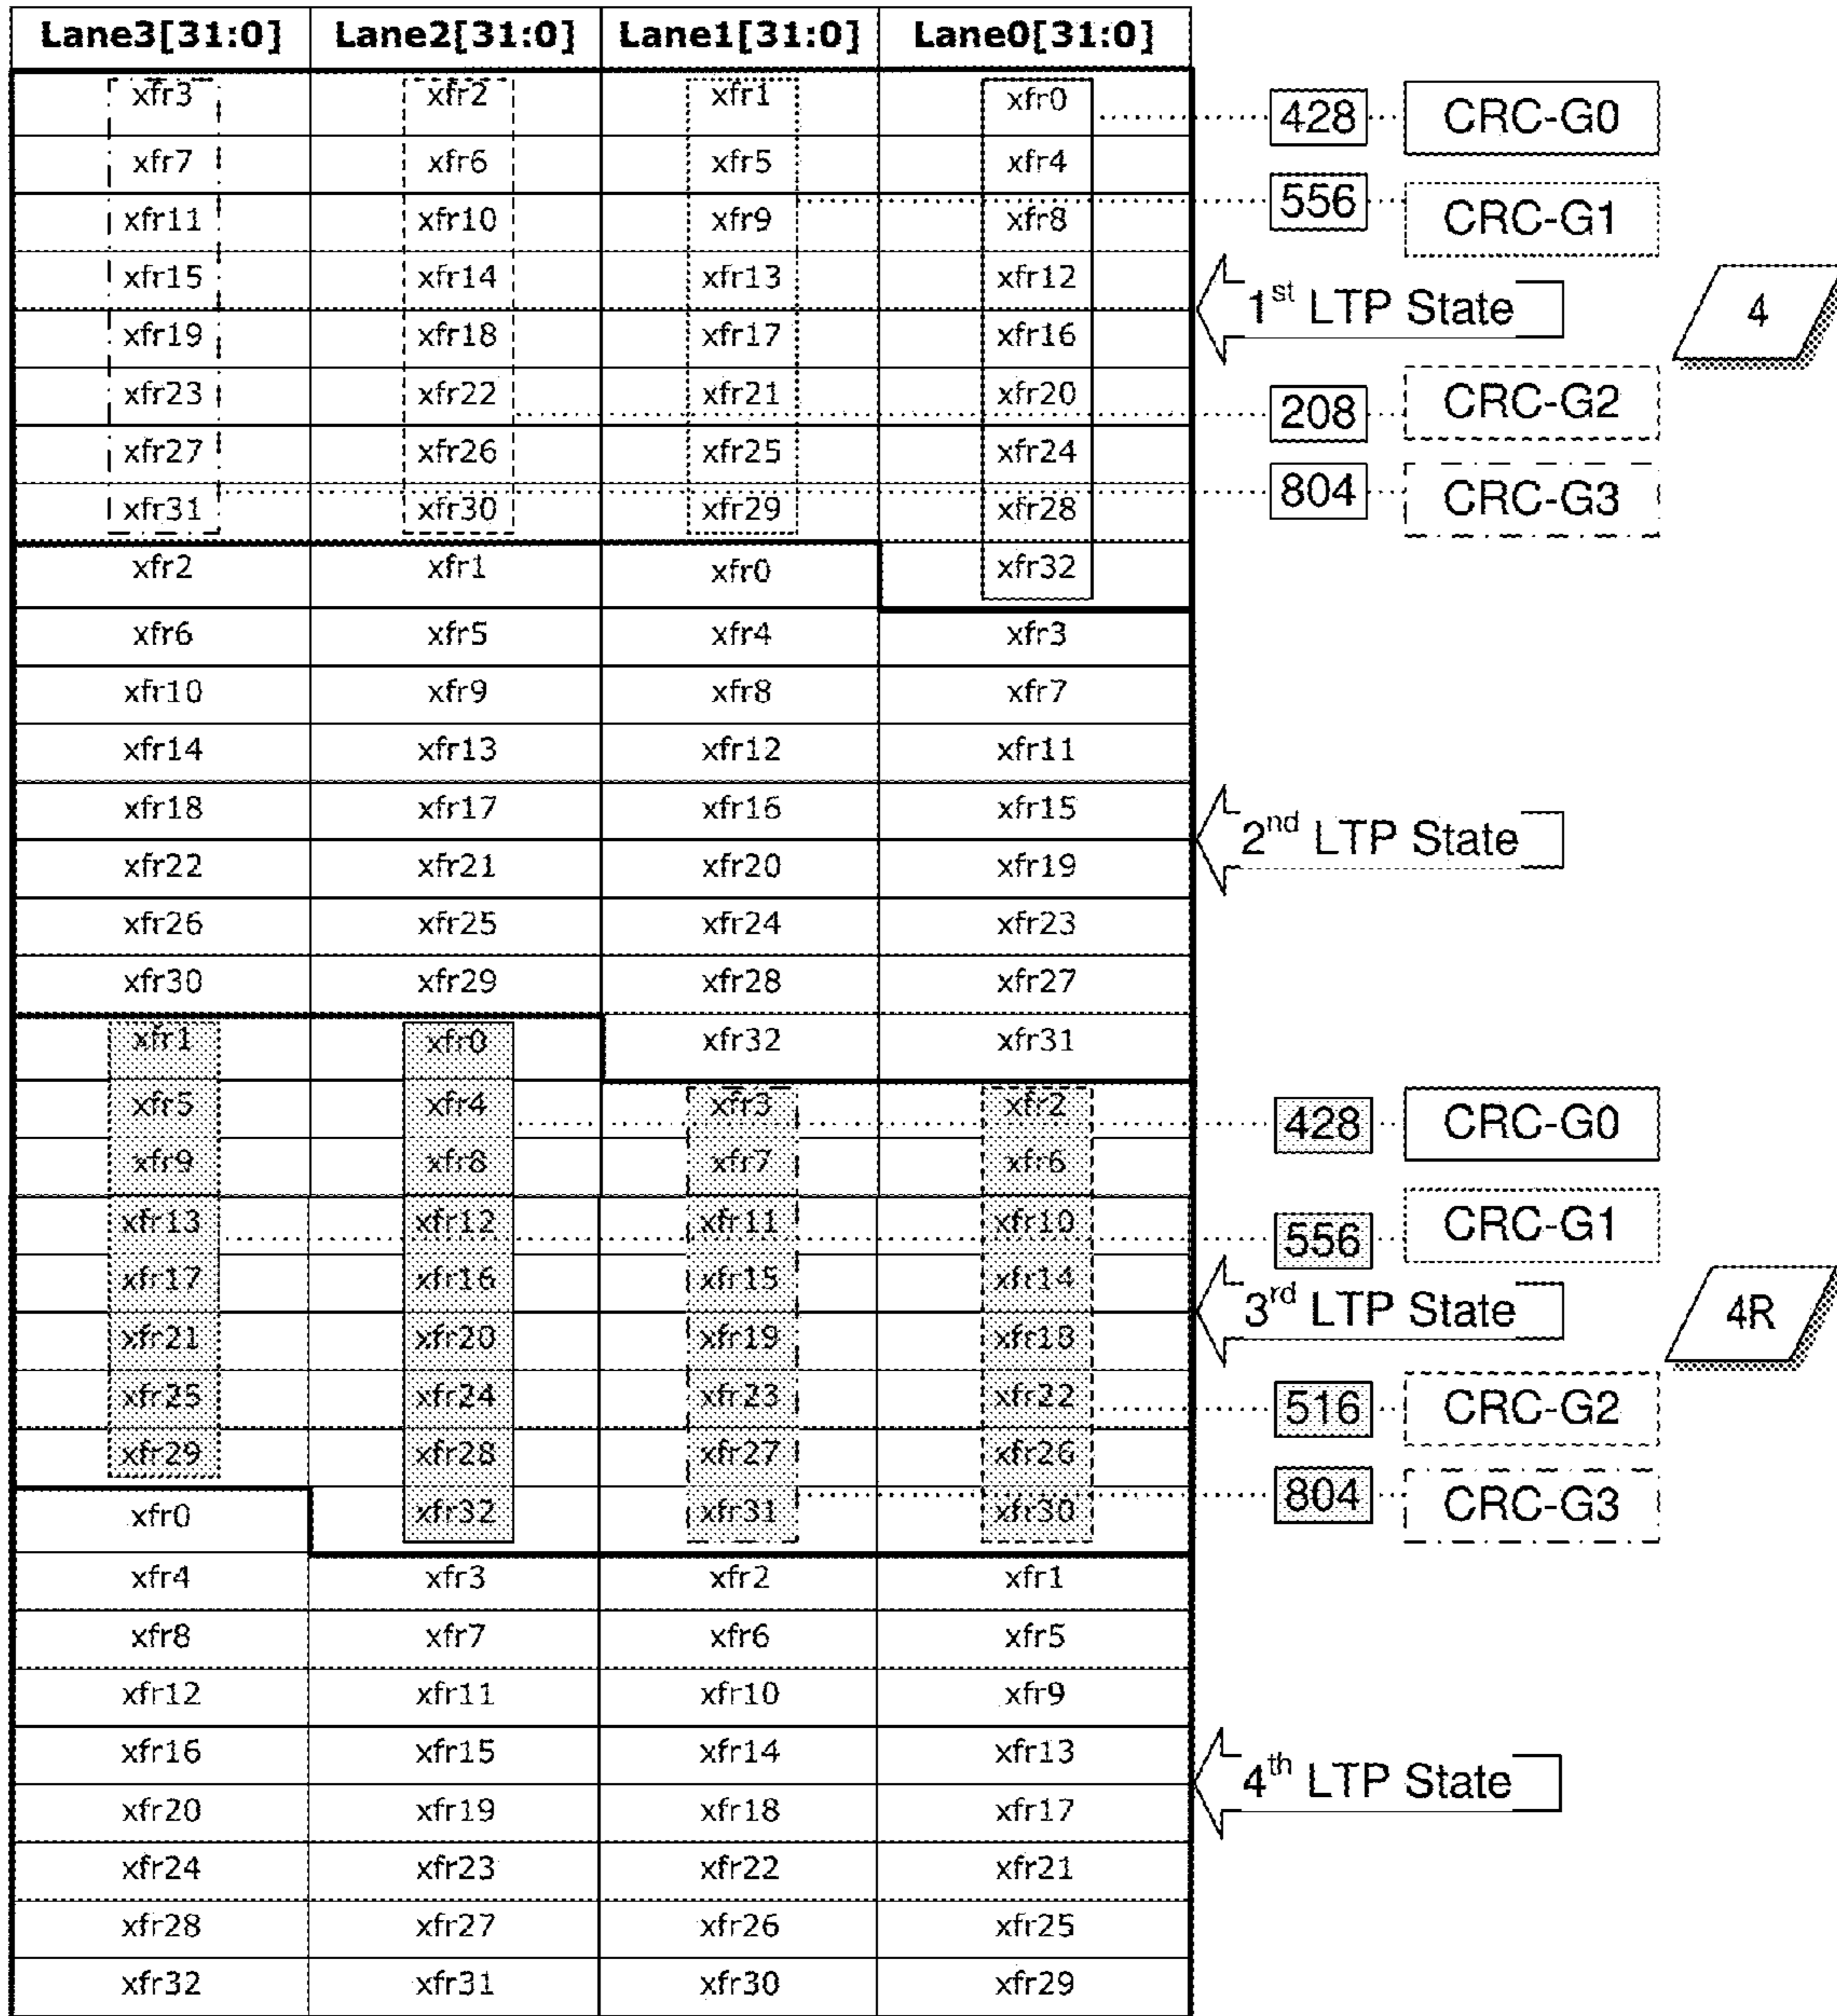 Lane3[31:0] Lane2[31:0] Lane1[31:0] Lane0[31:0]
xfr3 xfr2 xfr1 xfr0 428 CRC-G0
xfr7 xfr6 xfr5 xfr4
xfr11 xfr10 xfr9 xfr8 556 CRC-G1
xfr15 xfr14 xfr13 xfr12
1st LTP State 4
xfr19 xfr18 xfr17 xfr16
xfr23 xfr22 xfr21 xfr20 208 CRC-G2
xfr27 xfr26 xfr25 xfr24
xfr31 xfr30 xfr29 xfr28 804 CRC-G3
xfr2 xfr1 xfr0 xfr32
xfr6 xfr5 xfr4 xfr3
xfr10 xfr9 xfr8 xfr7
xfr14 xfr13 xfr12 xfr11
xfr18 xfr17 xfr16 xfr15
2nd LTP State
xfr22 xfr21 xfr20 xfr19
xfr26 xfr25 xfr24 xfr23
xfr30 xfr29 xfr28 xfr27
xfr1 xfr0 xfr32 xfr31
xfr5 xfr4 xfr3 xfr2 428 CRC-G0
xfr9 xfr8 xfr7 xfr6
xfr13 xfr12 xfr11 xfr10 556 CRC-G1
xfr17 xfr16 xfr15 xfr14
3rd LTP State 4R
xfr21 xfr20 xfr19 xfr18
xfr25 xfr24 xfr23 xfr22 516 CRC-G2
xfr29 xfr28 xfr27 xfr26
xfr0 xfr32 xfr31 xfr30 804 CRC-G3
xfr4 xfr3 xfr2 xfr1
xfr8 xfr7 xfr6 xfr5
xfr12 xfr11 xfr10 xfr9
xfr16 xfr15 xfr14 xfr13
4th LTP State
xfr20 xfr19 xfr18 xfr17
xfr24 xfr23 xfr22 xfr21
xfr28 xfr27 xfr26 xfr25
xfr32 xfr31 xfr30 xfr29